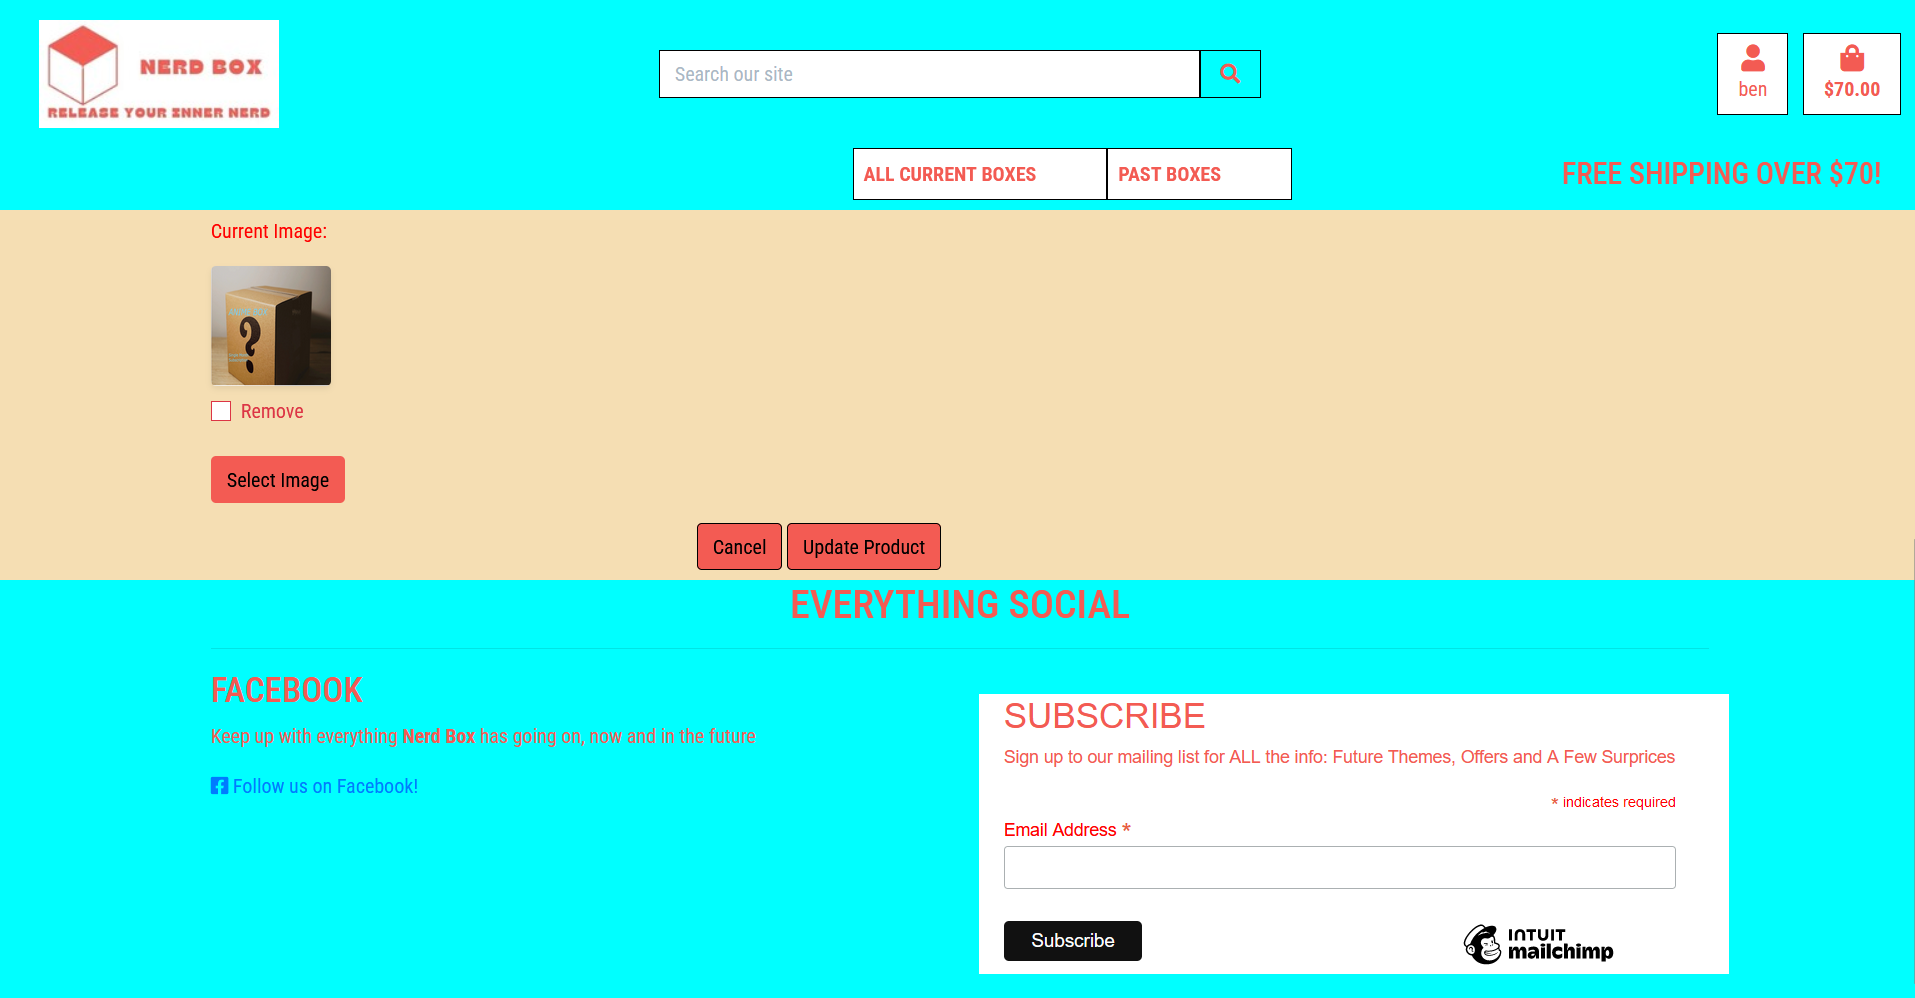 NERD BOX
RELEASE YOUR INNER NERD
Search our site
ben
$70.00
ALL CURRENT BOXES
PAST BOXES
FREE SHIPPING OVER $70!
Current Image:
?
Remove
Select Image
Cancel
Update Product
EVERYTHING SOCIAL
FACEBOOK
Keep up with everything Nerd Box has going on, now and in the future
Follow us on Facebook!
SUBSCRIBE
Sign up to our mailing list for ALL the info: Future Themes, Offers and A Few Surprices
* indicates required
Email Address *
Subscribe
INTUIT
mailchimp